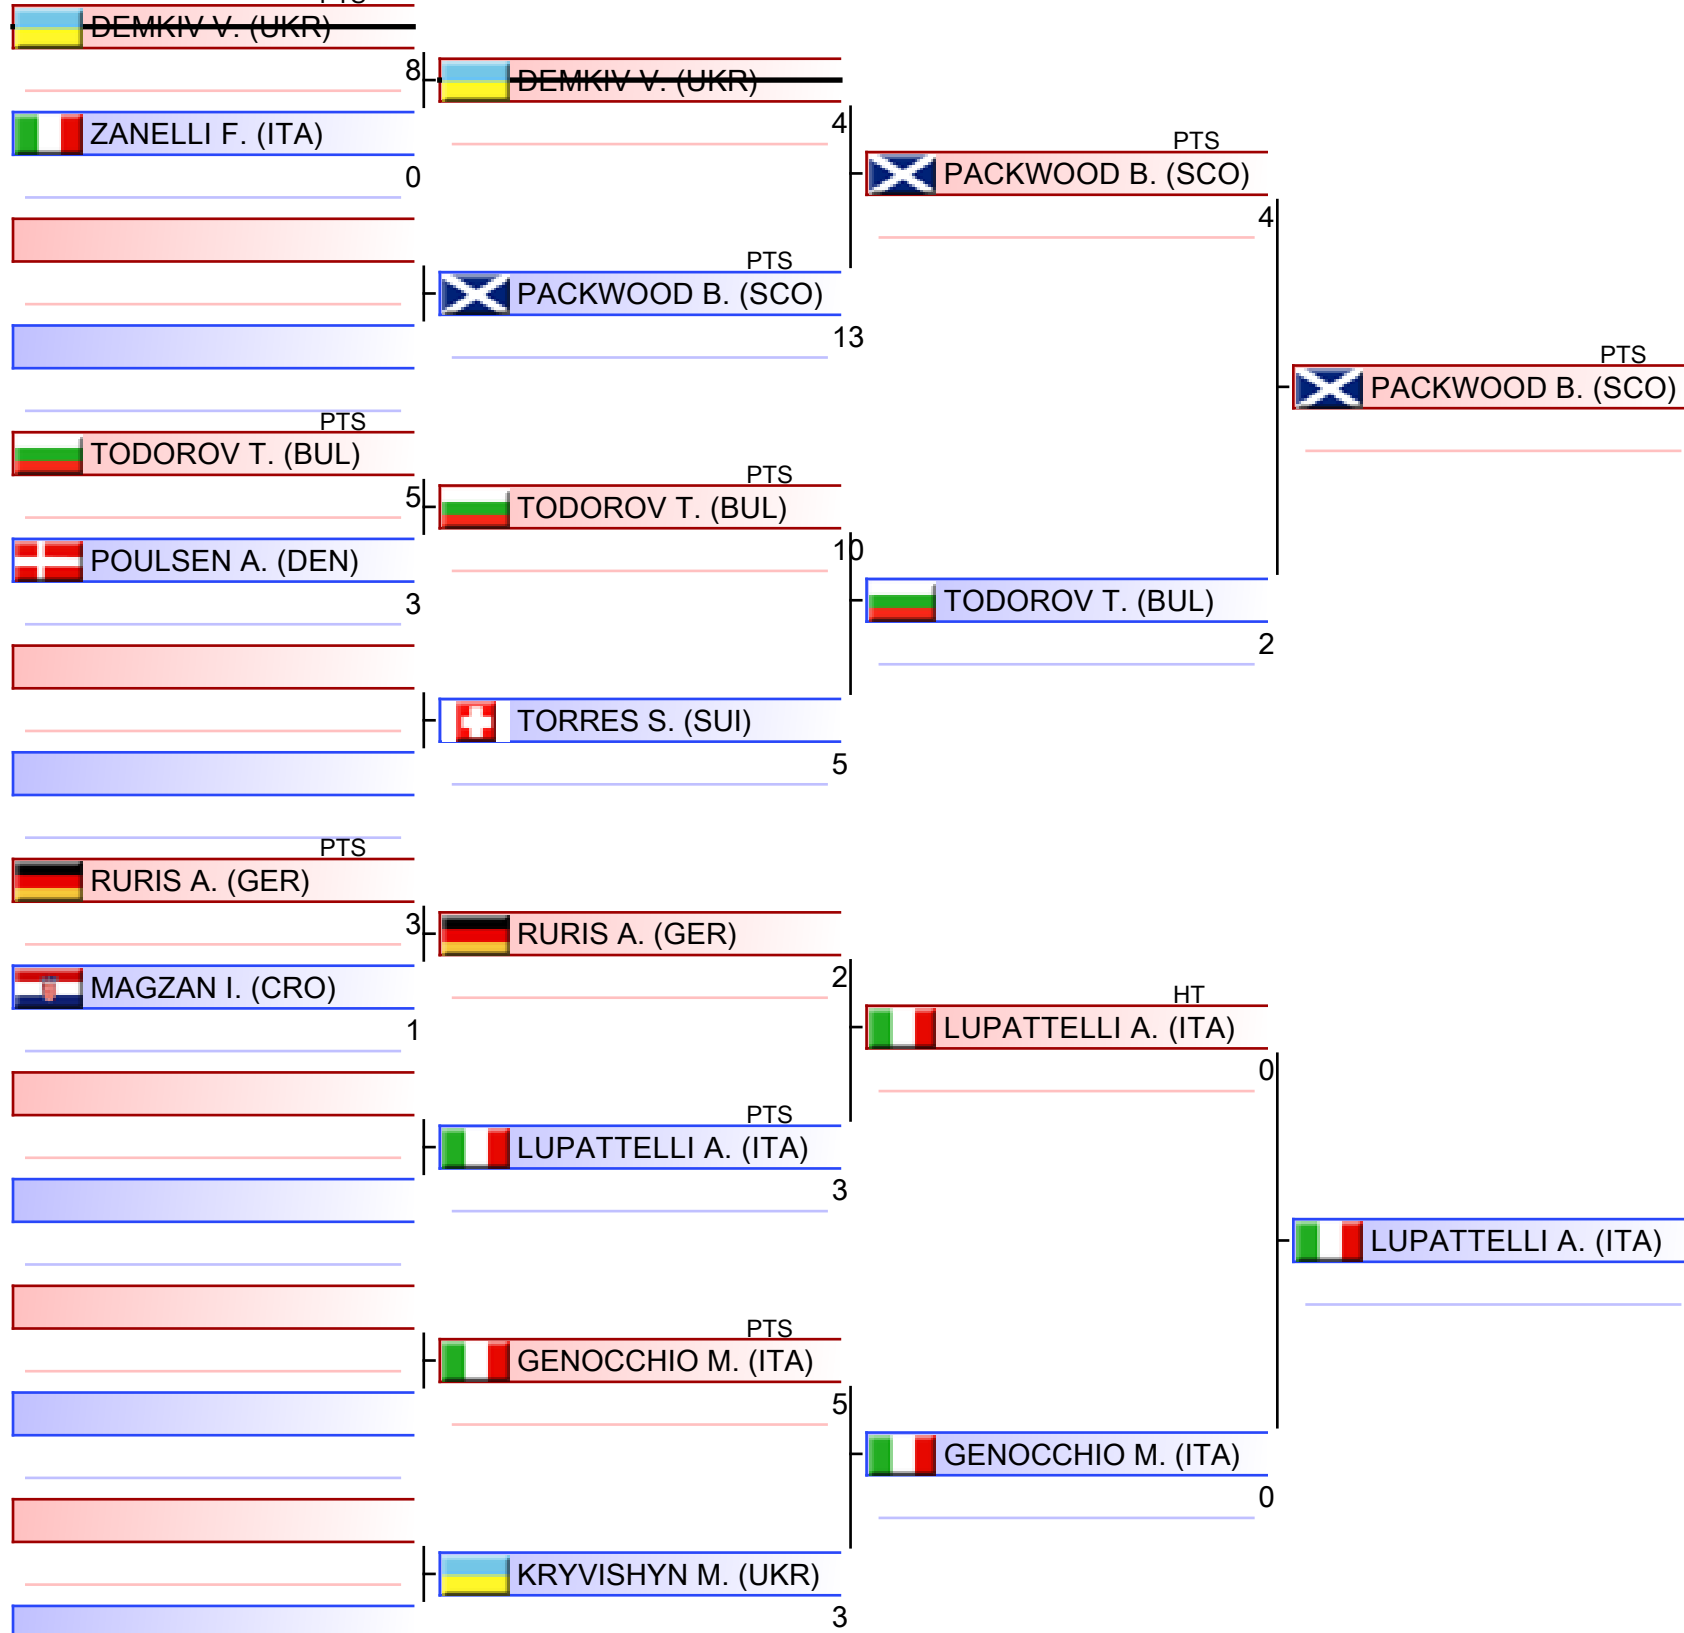 PTS
DEMKIV V. (UKR)
8
ZANELLI F. (ITA)
0
PTS
TODOROV T. (BUL)
5
POULSEN A. (DEN)
3
PTS
RURIS A. (GER)
3
MAGZAN I. (CRO)
1
DEMKIV V. (UKR)
4
PTS
PACKWOOD B. (SCO)
13
PTS
TODOROV T. (BUL)
10
TORRES S. (SUI)
5
RURIS A. (GER)
2
PTS
LUPATTELLI A. (ITA)
3
PTS
GENOCCHIO M. (ITA)
5
KRYVISHYN M. (UKR)
3
PTS
PACKWOOD B. (SCO)
4
TODOROV T. (BUL)
2
HT
LUPATTELLI A. (ITA)
0
GENOCCHIO M. (ITA)
0
PTS
PACKWOOD B. (SCO)
LUPATTELLI A. (ITA)